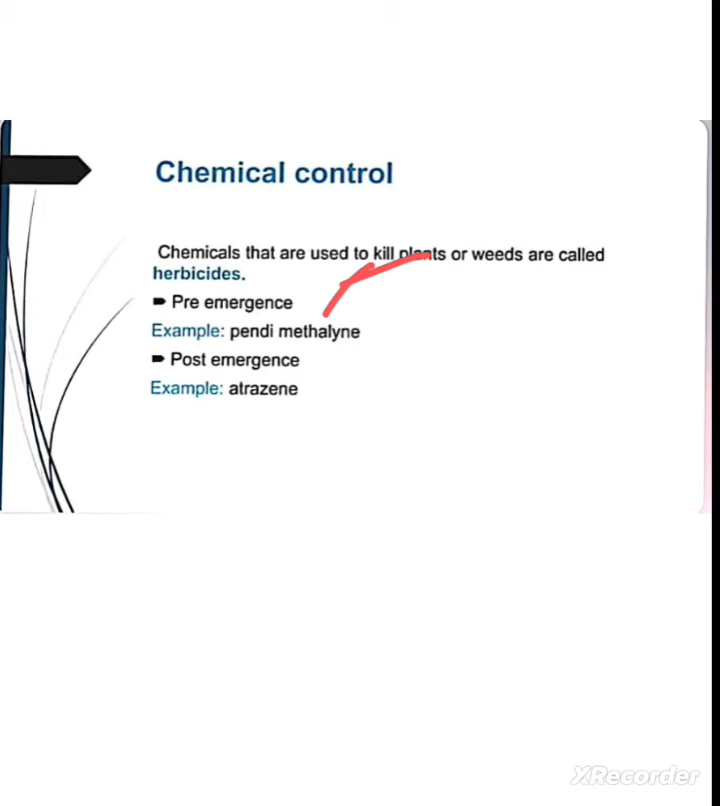 Chemical control
Chemicals that are used to kill plants or weeds are called
herbicides.
Pre emergence
Example: pendi methalyne
Post emergence
Example: atrazene
XRecorder